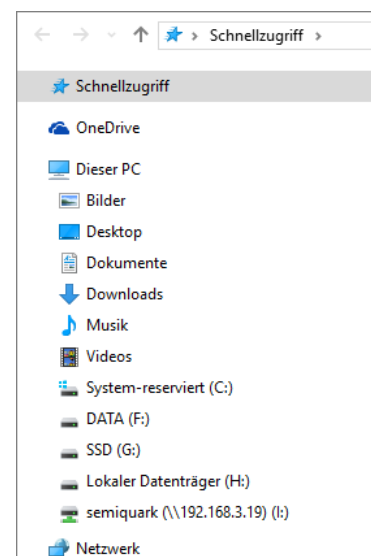 Schnellzugriff
Schnellzugriff
OneDrive
Dieser PC
Bilder
Desktop
Dokumente
Downloads
Musik
Videos
System-reserviert (C:)
DATA (F:)
SSD (G:)
Lokaler Datenträger (H:)
semiquark (\\192.168.3.19) (I:)
Netzwerk